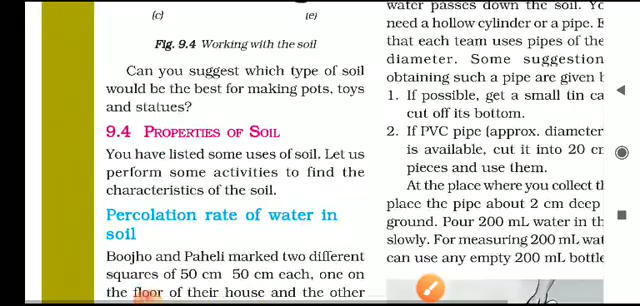 (c)
(e)
Fig. 9.4 Working with the soil
Can you suggest which type of soil
would be the best for making pots, toys
and statues?
9.4 PROPERTIES OF SOIL
You have listed some uses of soil. Let us
perform some activities to find the
characteristics of the soil.
Percolation rate of water in
soil
Boojho and Paheli marked two different
squares of 50 cm 50 cm each, one on
the floor of their house and the other
water passes down the soil.
need a hollow cylinder or a pipe.
that each team uses pipes of the
diameter. Some suggestion
obtaining such a pipe are given
1. If possible, get a small tin ca
cut off its bottom.
2. If PVC pipe (approx. diameter
is available, cut it into 20 cm
pieces and use them.
At the place where you collect th
place the pipe about 2 cm deep
ground. Pour 200 mL water in th
slowly. For measuring 200 mL wat
can use any empty 200 mL bottle